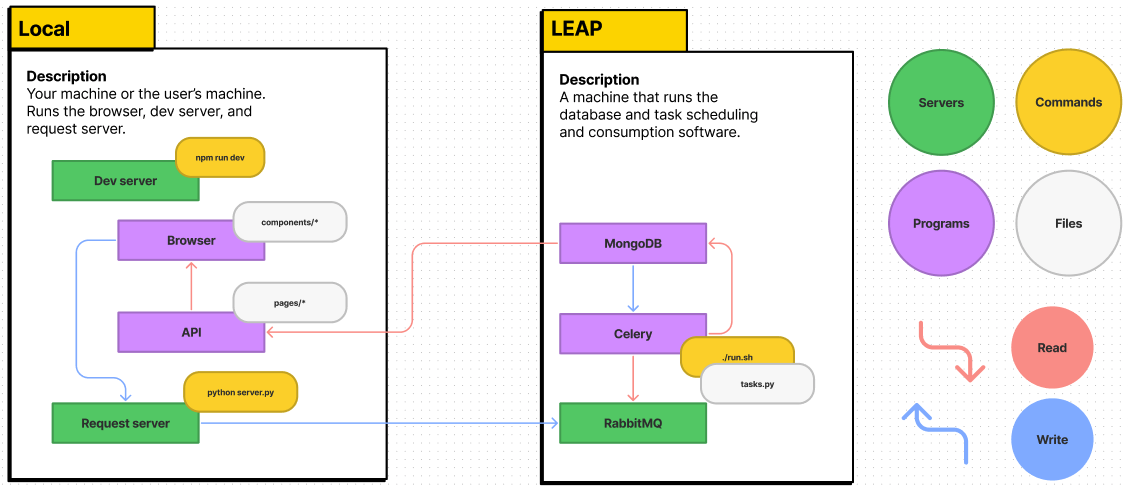 Local
Description
Your machine or the user’s machine.
Runs the browser, dev server, and
request server.
npm run dev
Dev server
components/*
Browser
pages/*
API
python server.py
Request server
LEAP
Description
A machine that runs the
database and task scheduling
and consumption software.
MongoDB
Celery
./run.sh
tasks.py
RabbitMQ
Servers
Commands
Programs
Files
Read
Write